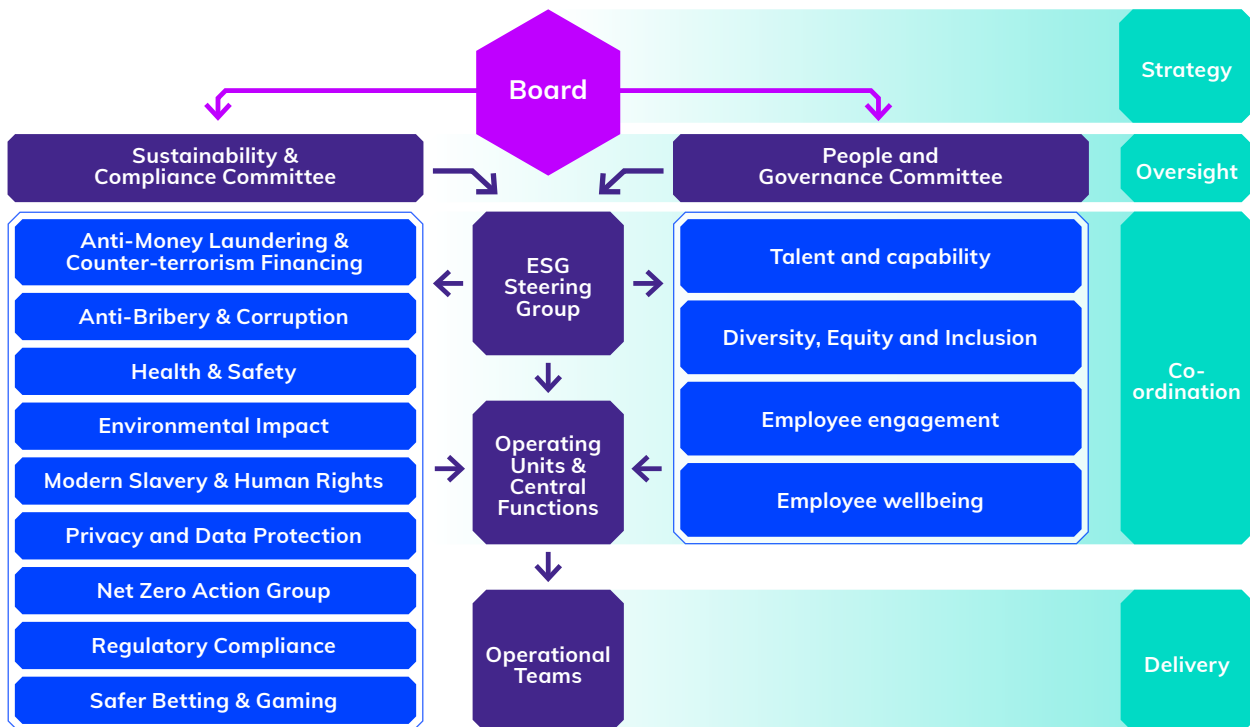 Board
Strategy
Sustainability &
Compliance Committee
People and
Governance Committee
Oversight
Anti-Money Laundering &
Counter-terrorism Financing
Anti-Bribery & Corruption
Health & Safety
Environmental Impact
Modern Slavery & Human Rights
Privacy and Data Protection
Net Zero Action Group
Regulatory Compliance
Safer Betting & Gaming
ESG
Steering
Group
Operating
Units &
Central
Functions
Operational
Teams
Talent and capability
Diversity, Equity and Inclusion
Employee engagement
Employee wellbeing
Co-
ordination
Delivery